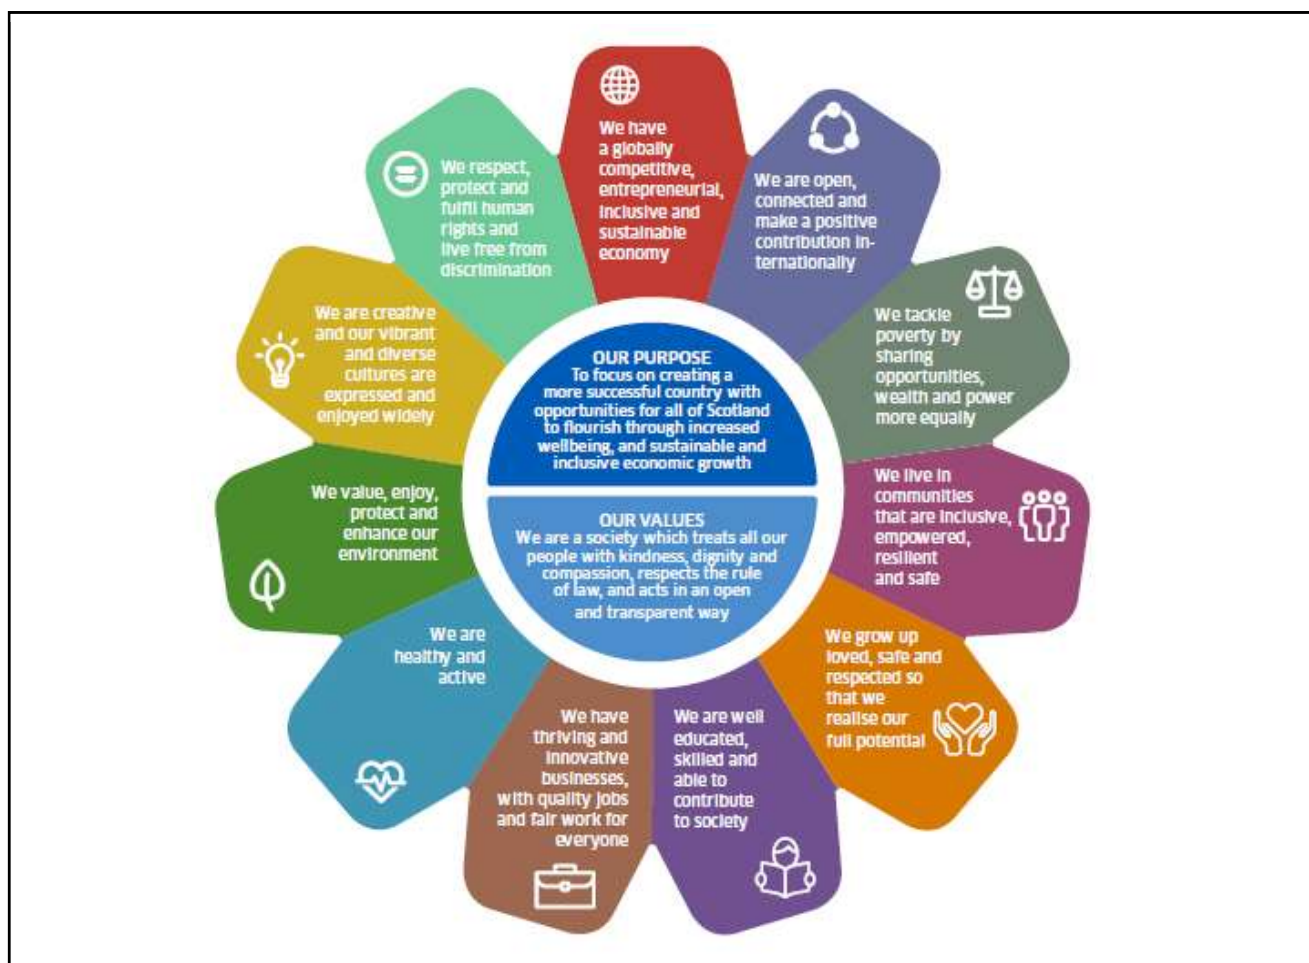 We have
a globally
competitive,
entrepreneurial,
inclusive and
sustainable
economy
We are open,
connected and
make a positive
contribution in-
ternationally
We tackle
poverty by
sharing
opportunities,
wealth and power
more equally
We live in
communities
that are inclusive,
empowered,
resilient
and safe
We grow up
loved, safe and
respected so
that we
realise our
full potential
We are well
educated,
skilled and
able to
contribute
to society
We have
thriving and
innovative
businesses,
with quality jobs
and fair work for
everyone
We are
healthy and
active
We value, enjoy,
protect and
enhance our
environment
We are creative
and our vibrant
and diverse
cultures are
expressed and
enjoyed widely
We respect,
protect and
fulfil human
rights and
live free from
discrimination
OUR PURPOSE
To focus on creating a
more successful country with
opportunities for all of Scotland
to flourish through increased
wellbeing, and sustainable and
inclusive economic growth
OUR VALUES
We are a society which treats all our
people with kindness, dignity and
compassion, respects the rule
of law, and acts in an open
and transparent way